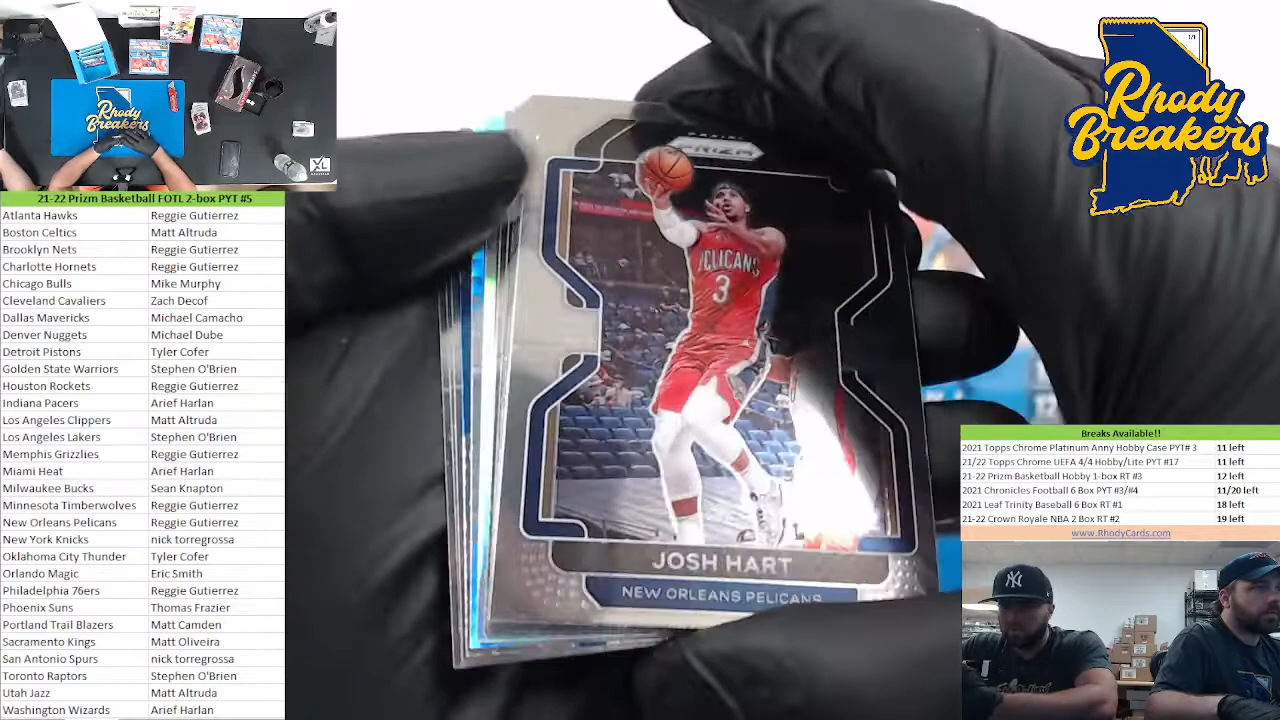 Rhody
Breakers
XL
21-22 Prizm Basketball FOTL 2-box PYT #5
Atlanta Hawks Reggie Gutierrez
Boston Celtics Matt Altruda
Brooklyn Nets Reggie Gutierrez
Charlotte Hornets Reggie Gutierrez
Chicago Bulls Mike Murphy
Cleveland Cavaliers Zach Decof
Dallas Mavericks Michael Camacho
Denver Nuggets Michael Dube
Detroit Pistons Tyler Cofer
Golden State Warriors Stephen O'Brien
Houston Rockets Reggie Gutierrez
Indiana Pacers Arief Harlan
Los Angeles Clippers Matt Altruda
Los Angeles Lakers Stephen O'Brien
Memphis Grizzlies Reggie Gutierrez
Miami Heat Arief Harlan
Milwaukee Bucks Sean Knapton
Minnesota Timberwolves Reggie Gutierrez
New Orleans Pelicans Reggie Gutierrez
New York Knicks nick torregrossa
Oklahoma City Thunder Tyler Cofer
Orlando Magic Eric Smith
Philadelphia 76ers Reggie Gutierrez
Phoenix Suns Thomas Frazier
Portland Trail Blazers Matt Camden
Sacramento Kings Matt Oliveira
San Antonio Spurs nick torregrossa
Toronto Raptors Stephen O'Brien
Utah Jazz Matt Altruda
Washington Wizards Arief Harlan
PRIZM
PELICANS
3
JOSH HART
NEW ORLEANS PELICANS
1/1
Rhody
Breakers
Breaks Available!!
2021 Topps Chrome Platinum Anny Hobby Case PYT# 3 11 left
21/22 Topps Chrome UEFA 4/4 Hobby/Lite PYT #17 11 left
21-22 Prizm Basketball Hobby 1-box RT #3 12 left
2021 Chronicles Football 6 Box PYT #3/#4 11/20 left
2021 Leaf Trinity Baseball 6 Box RT #1 18 left
21-22 Crown Royale NBA 2 Box RT #2 19 left
www.RhodyCards.com
NY